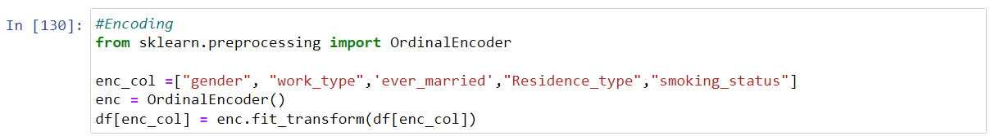 In [130]: #Encoding
from sklearn.preprocessing import OrdinalEncoder
enc_col =["gender", "work_type",'ever_married',"Residence_type","smoking_status"]
enc = OrdinalEncoder()
df[enc_col] = enc.fit_transform(df[enc_col])